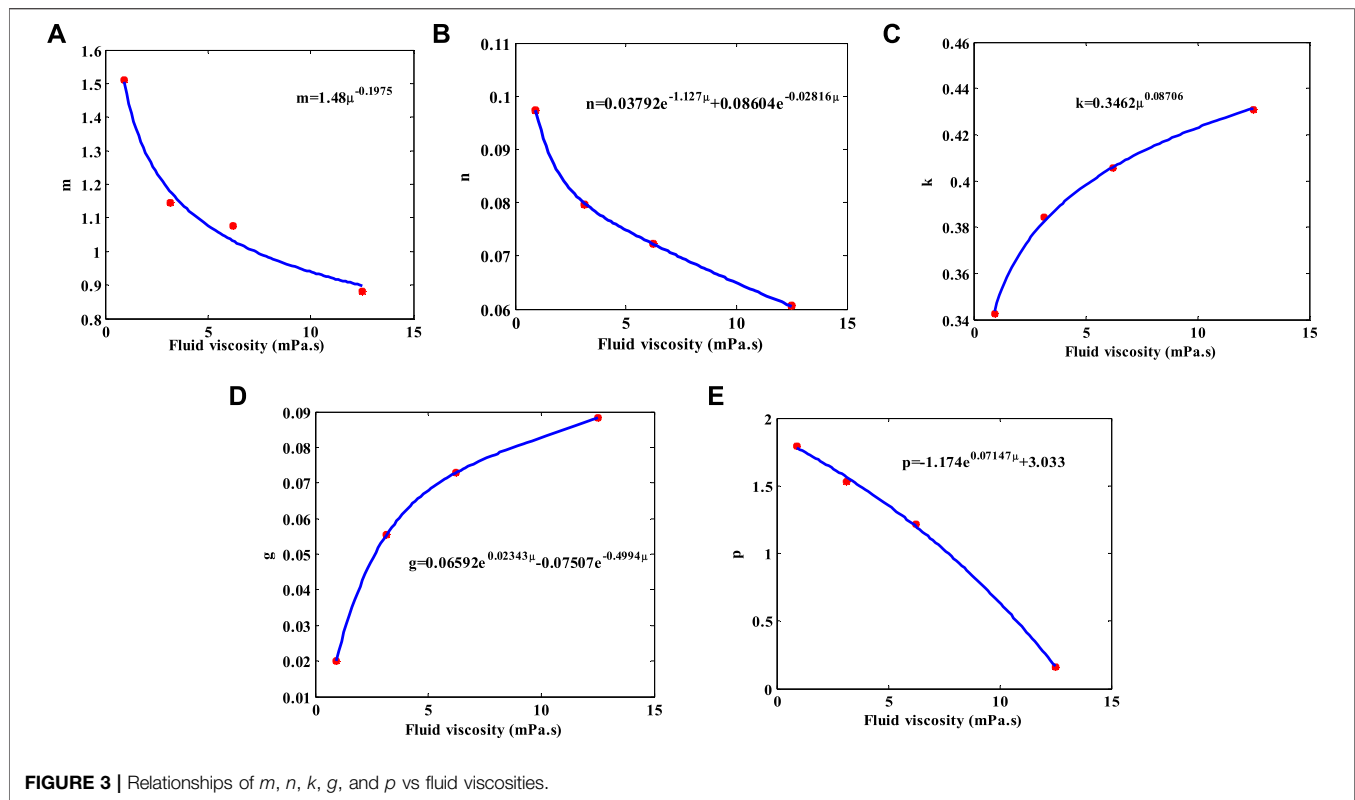 A
B
C
1.6
1.5
1.4
1.3
1.2
1.1
1
0.9
0.8
m
m=1.48μ^-0.1975
0 5 10 15
Fluid viscosity (mPa.s)
0.11
0.1
0.09
0.08
0.07
0.06
n
n=0.03792e^-1.127μ+0.08604e^-0.02816μ
0 5 10 15
Fluid viscosity (mPa.s)
0.46
0.44
0.42
0.4
0.38
0.36
0.34
k
k=0.3462μ^0.08706
0 5 10 15
Fluid viscosity (mPa.s)
D
E
0.09
0.08
0.07
0.06
0.05
0.04
0.03
0.02
0.01
g
g=0.06592e^0.02343μ-0.07507e^-0.4994μ
0 5 10 15
Fluid viscosity (mPa.s)
2
1.5
1
0.5
0
p
p=-1.174e^0.07147μ+3.033
0 5 10 15
Fluid viscosity (mPa.s)
FIGURE 3 | Relationships of m, n, k, g, and p vs fluid viscosities.